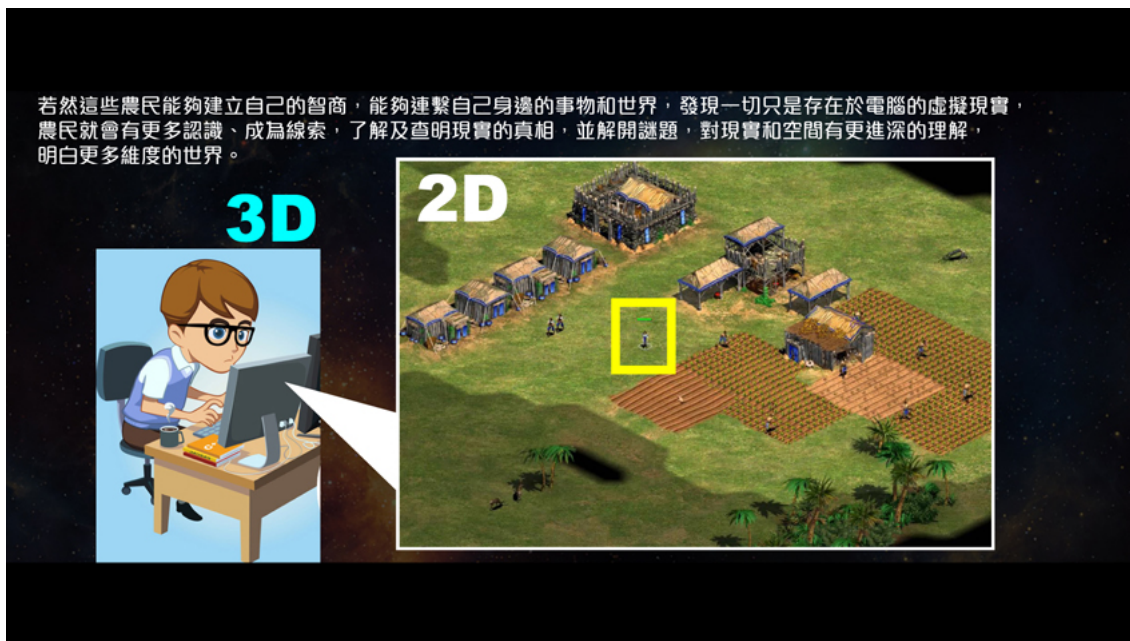 若然這些農民能夠建立自己的智商，能夠連繫自己身邊的事物和世界，發現一切只是存在於電腦的虛擬現實，
農民就會有更多認識、成為線索，了解及查明現實的真相，並解開謎題，對現實和空間有更進深的理解，
明白更多維度的世界。
3D
2D